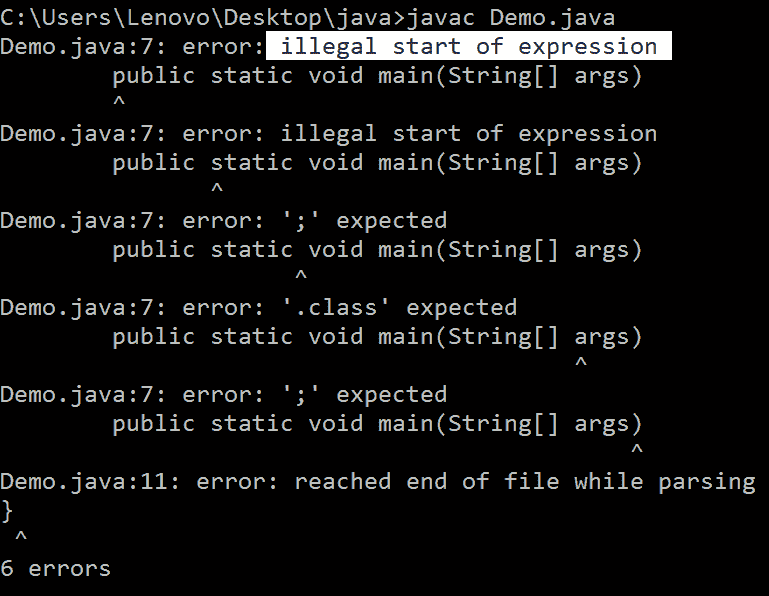 C:\Users\Lenovo\Desktop\java>javac Demo.java
Demo.java:7: error: illegal start of expression
        public static void main(String[] args)
        ^
Demo.java:7: error: illegal start of expression
        public static void main(String[] args)
               ^
Demo.java:7: error: ';' expected
        public static void main(String[] args)
                     ^
Demo.java:7: error: '.class' expected
        public static void main(String[] args)
                                         ^
Demo.java:7: error: ';' expected
        public static void main(String[] args)
                                             ^
Demo.java:11: error: reached end of file while parsing
}
 ^
6 errors